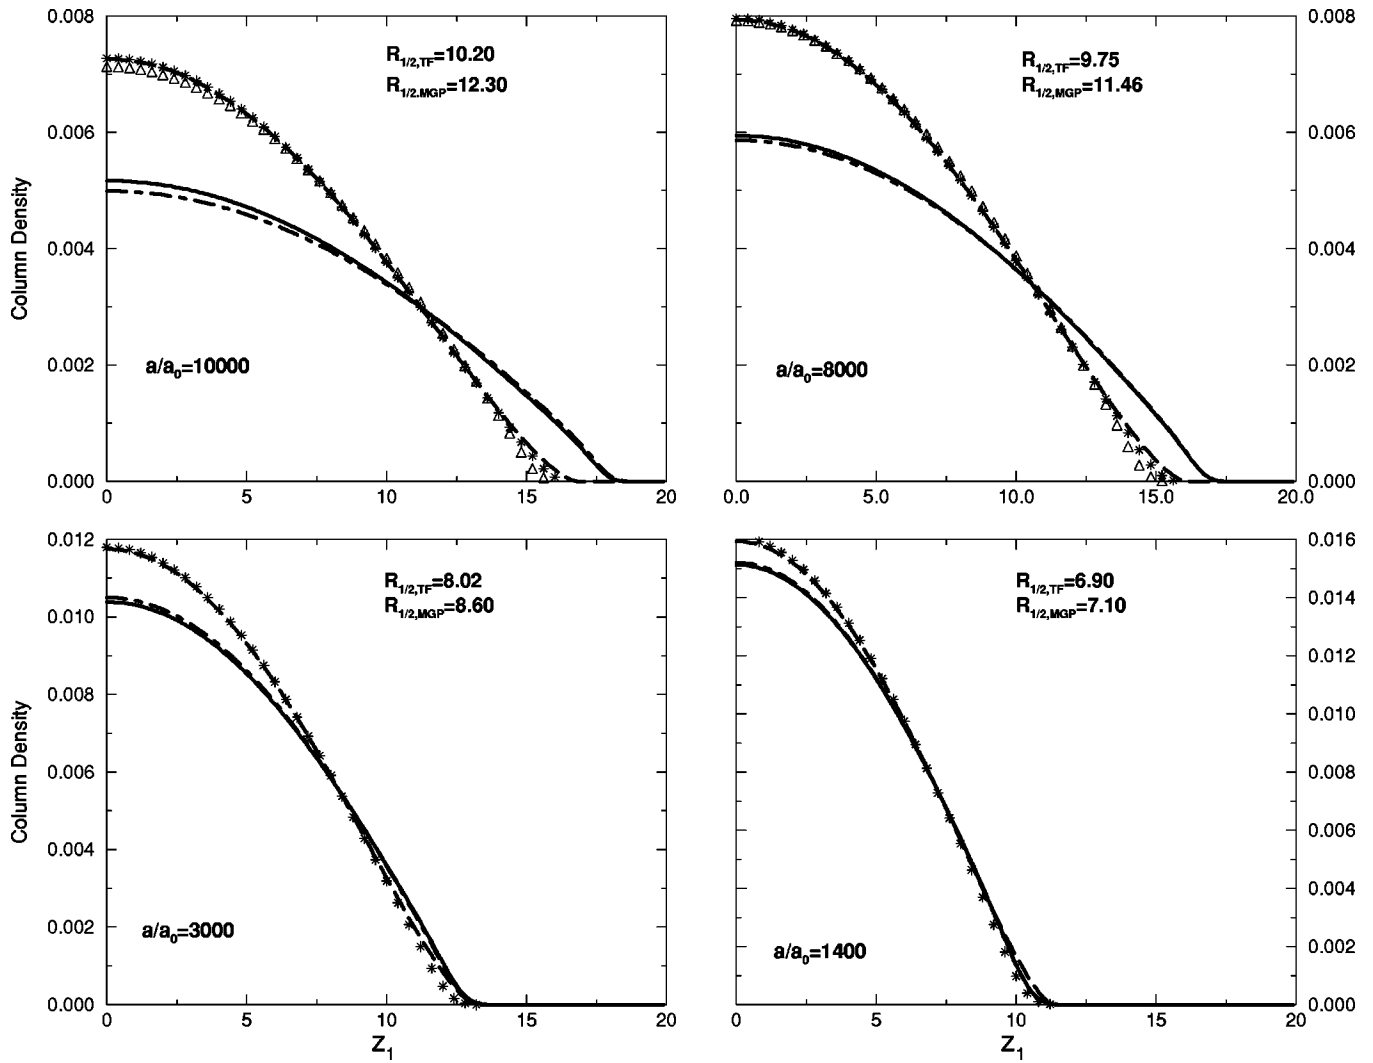 0.008
R1/2,TF=10.20
R1/2.MGP=12.30
0.006
Column Density
0.004
a/a0=10000
0.002
0.000
0 5 10 15 20
0.008
R1/2,TF=9.75
R1/2,MGP=11.46
0.006
0.004
a/a0=8000
0.002
0.000
0.0 5.0 10.0 15.0 20.0
0.012
R1/2,TF=8.02
R1/2,MGP=8.60
0.010
0.008
Column Density
0.006
0.004
a/a0=3000
0.002
0.000
0 5 10 15 20
Z1
0.016
R1/2,TF=6.90
R1/2,MGP=7.10
0.014
0.012
0.010
0.008
0.006
0.004
a/a0=1400
0.002
0.000
0 5 10 15 20
Z1